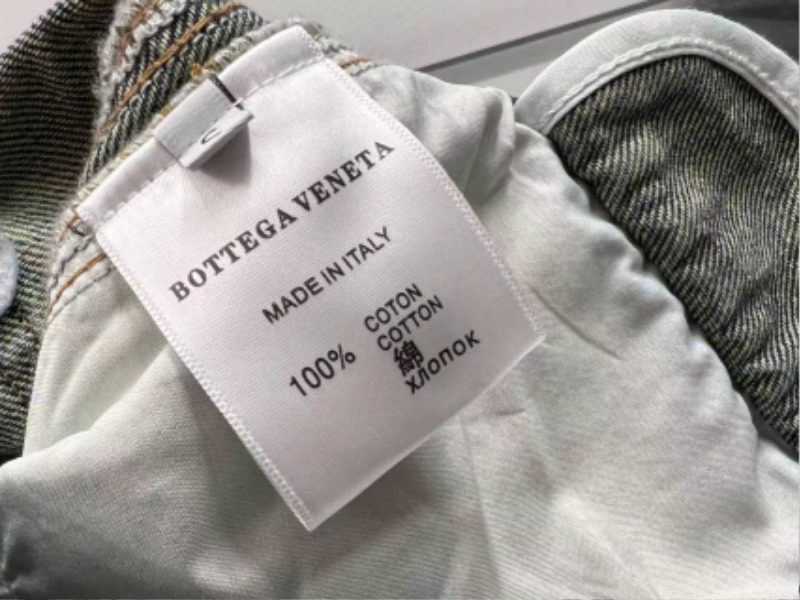 BOTTEGA VENETA
MADE IN ITALY
100%
COTON
COTTON
綿
ХЛОПОК